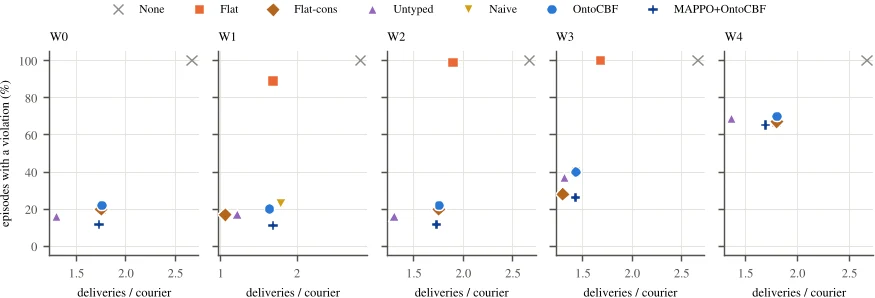 None Flat Flat-cons Untyped Naive OntoCBF MAPPO+OntoCBF
W0 W1 W2 W3 W4
episodes with a violation (%)
100
80
60
40
20
0
1.5 2.0 2.5 1 2 1.5 2.0 2.5 1.5 2.0 2.5 1.5 2.0 2.5
deliveries / courier deliveries / courier deliveries / courier deliveries / courier deliveries / courier